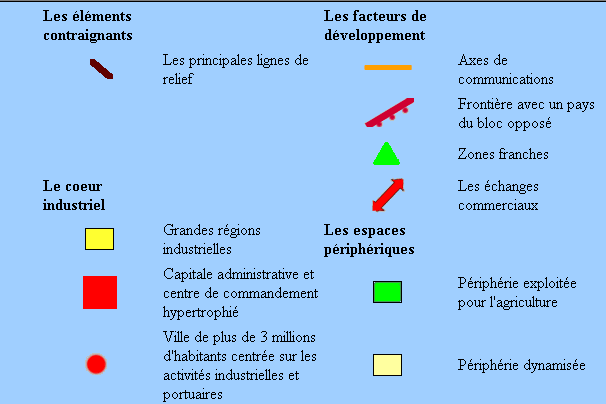 Les éléments
contraignants
Les principales lignes de
relief
Le coeur
industriel
Grandes régions
industrielles
Capitale administrative et
centre de commandement
hypertrophié
Ville de plus de 3 millions
d'habitants centrée sur les
activités industrielles et
portuaires
Les facteurs de
développement
Axes de
communications
Frontière avec un pays
du bloc opposé
Zones franches
Les échanges
commerciaux
Les espaces
périphériques
Périphérie exploitée
pour l'agriculture
Périphérie dynamisée